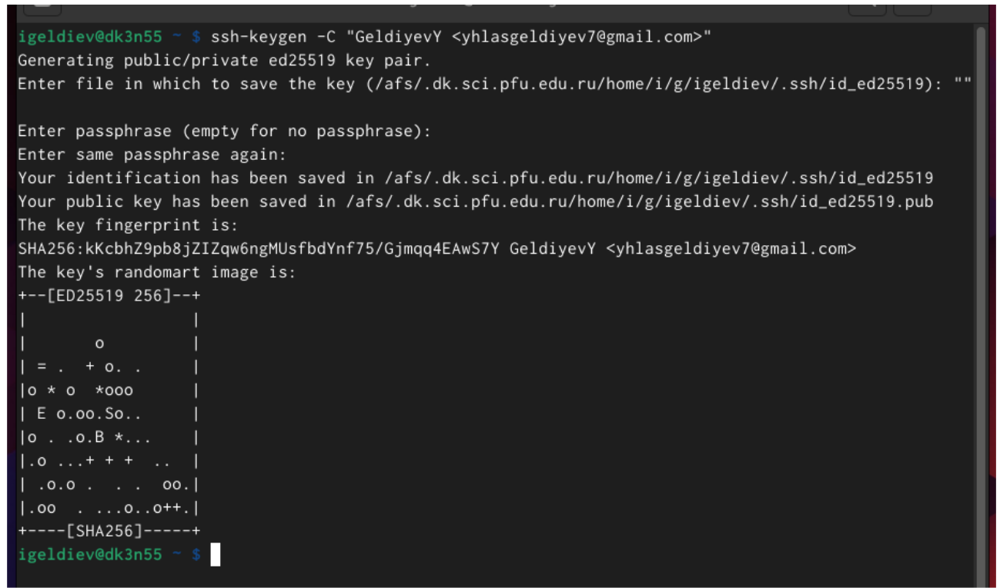 igeldiev@dk3n55 ~ $ ssh-keygen -C "GeldiyevY <yhlasgeldiyev7@gmail.com>"
Generating public/private ed25519 key pair.
Enter file in which to save the key (/afs/.dk.sci.pfu.edu.ru/home/i/g/igeldiev/.ssh/id_ed25519): ""
Enter passphrase (empty for no passphrase):
Enter same passphrase again:
Your identification has been saved in /afs/.dk.sci.pfu.edu.ru/home/i/g/igeldiev/.ssh/id_ed25519
Your public key has been saved in /afs/.dk.sci.pfu.edu.ru/home/i/g/igeldiev/.ssh/id_ed25519.pub
The key fingerprint is:
SHA256:kKcbhZ9pb8jZIZqw6ngMUsfbdYnf75/Gjmqq4EAwS7Y GeldiyevY <yhlasgeldiyev7@gmail.com>
The key's randomart image is:
+--[ED25519 256]--+
|                 |
|       o         |
| = .  + o. .     |
|o * o  *ooo      |
| E o.oo.So..     |
|o . .o.B *...    |
|.o ...+ + +  ..  |
| .o.o .  . .  oo.|
|.oo  . ...o..o++.|
+----[SHA256]-----+
igeldiev@dk3n55 ~ $